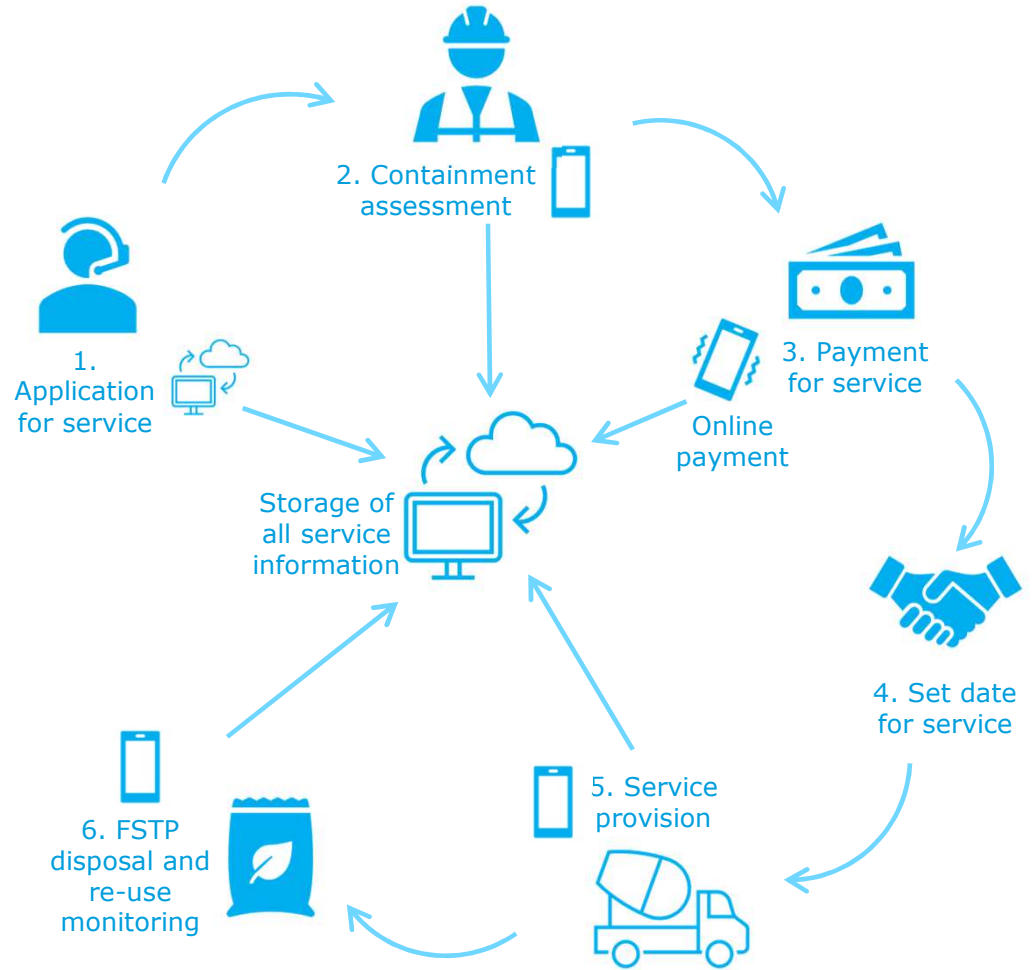 2. Containment
assessment
1.
Application
for service
3. Payment
for service
Online
payment
Storage of
all service
information
4. Set date
for service
5. Service
provision
6. FSTP
disposal and
re-use
monitoring